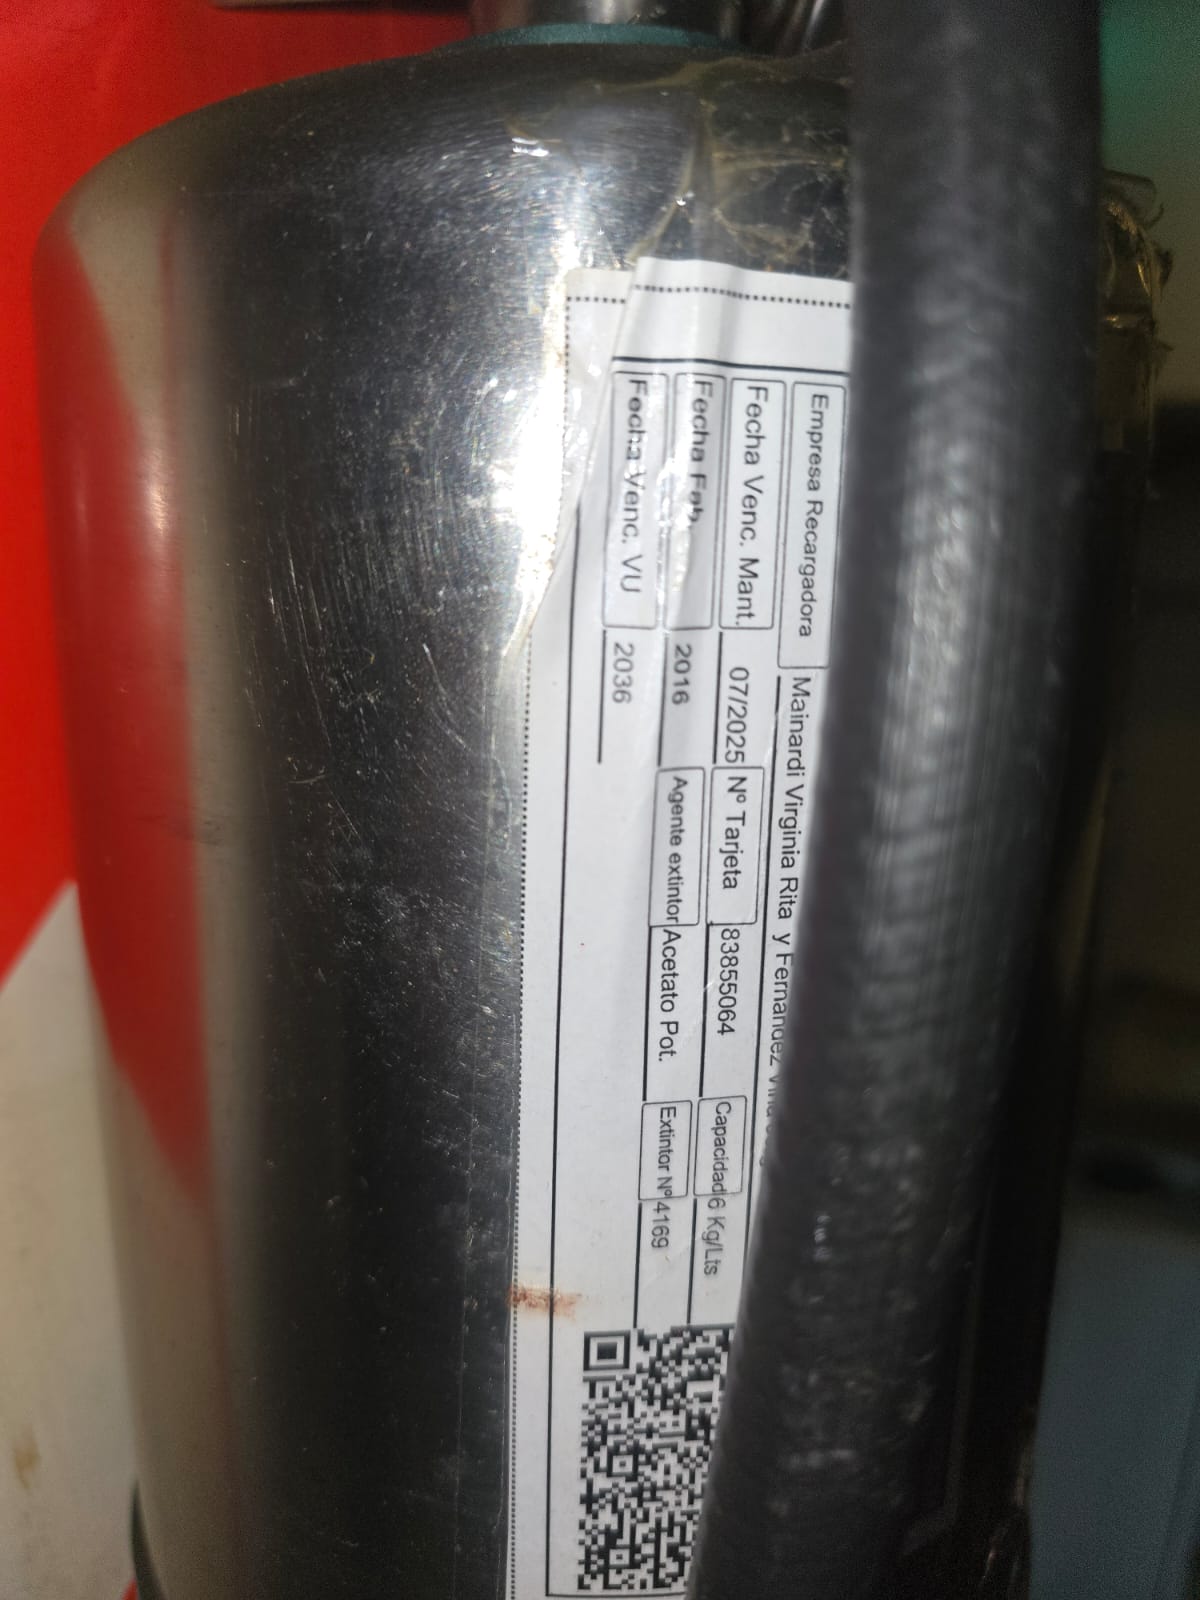 Empresa Recargadora Mainardi Virginia Rita y Fernandez
Fecha Venc. Mant. 07/2025 Nº Tarjeta 83855064 Capacidad 6 Kg/Lts
Fecha Fab. 2016 Agente extintor Acetato Pot. Extintor Nº 4169
Fecha Venc. VU 2036